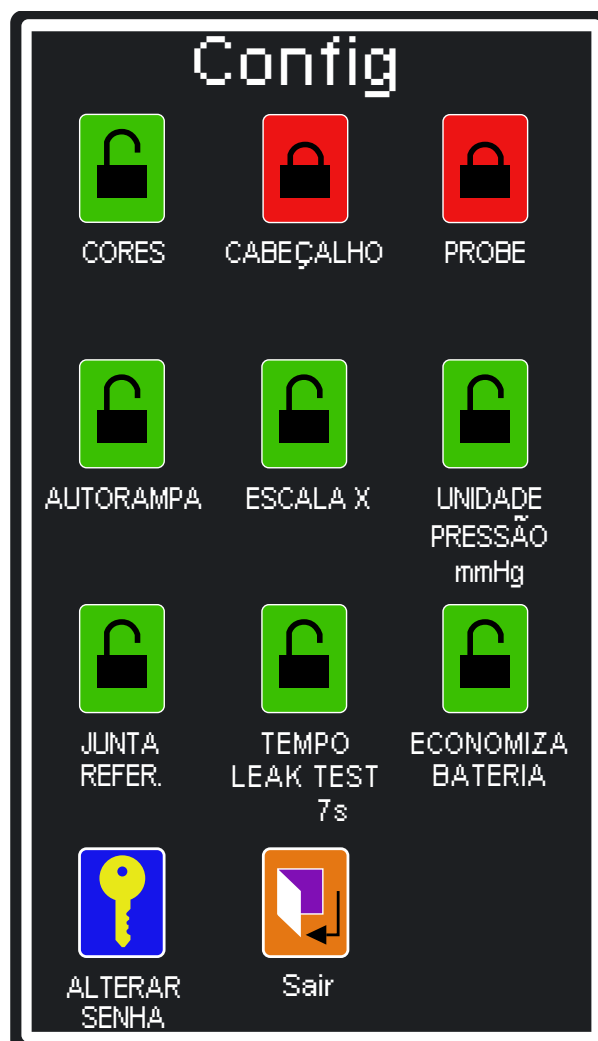 Config
CORES
CABEÇALHO
PROBE
AUTORAMPA
ESCALA X
UNIDADE
PRESSÃO
mmHg
JUNTA
REFER.
TEMPO
LEAK TEST
7s
ECONOMIZA
BATERIA
ALTERAR
SENHA
Sair